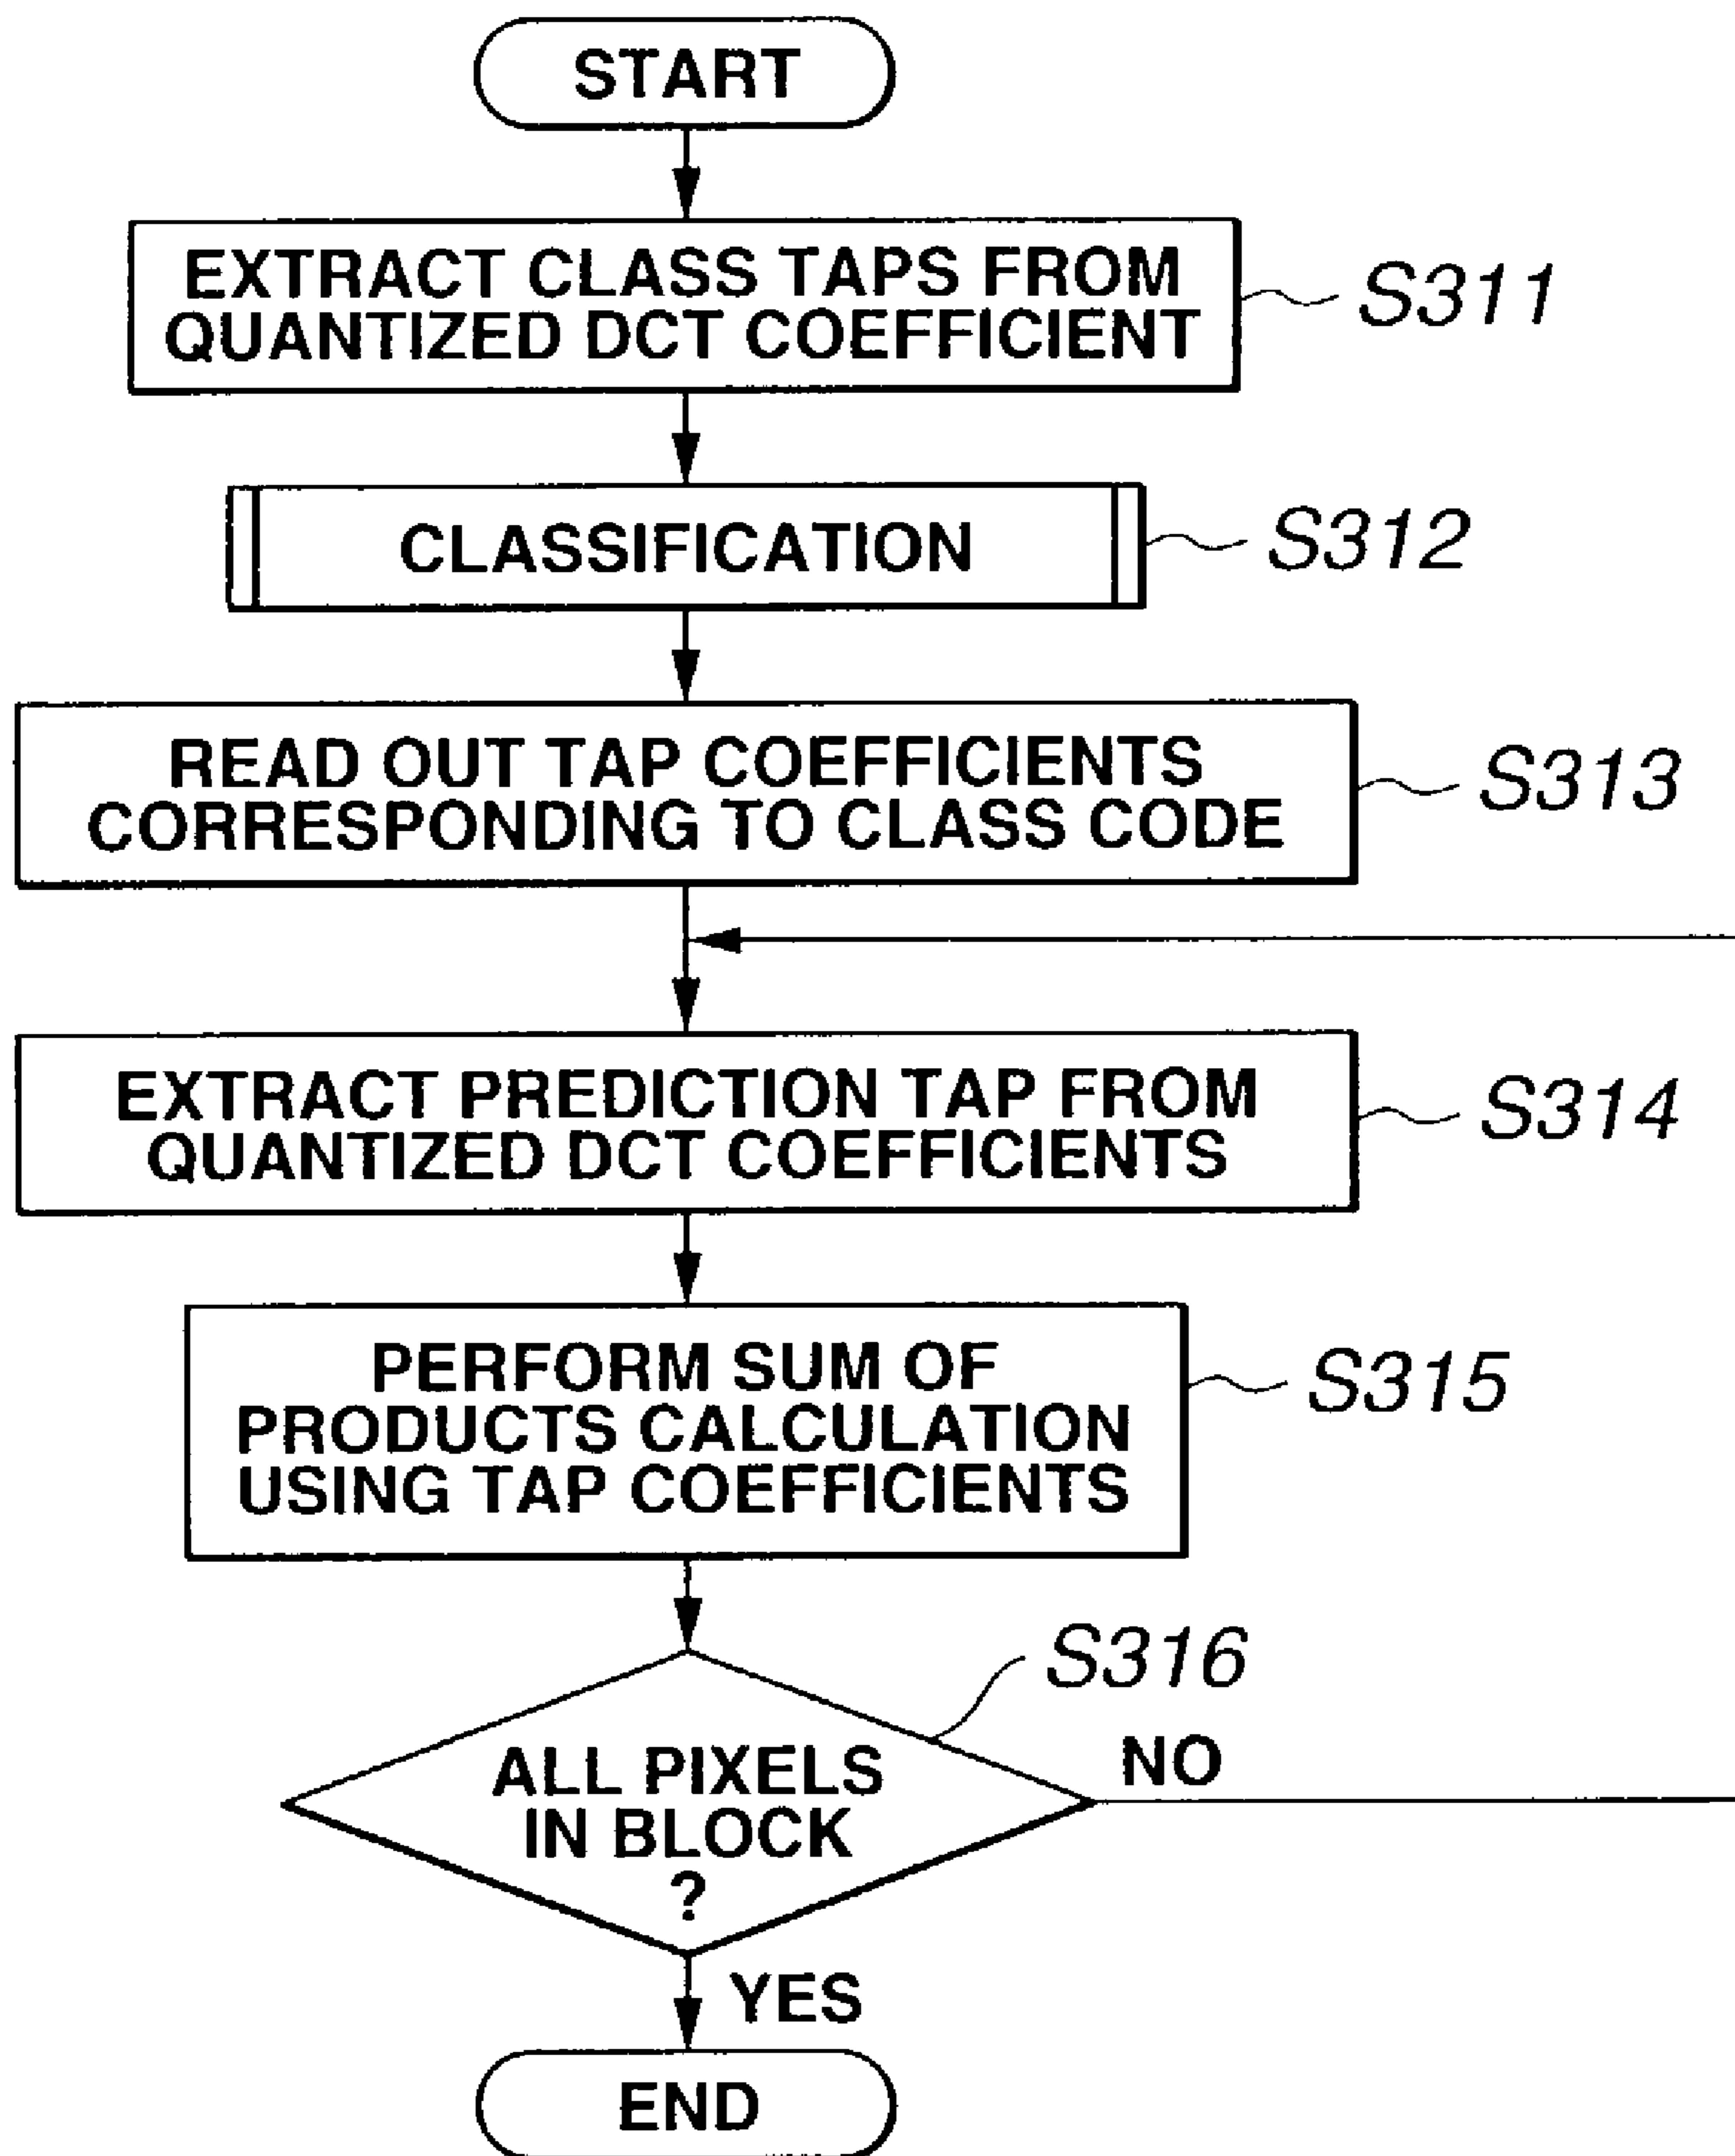 START
EXTRACT CLASS TAPS FROM
QUANTIZED DCT COEFFICIENT
S311
CLASSIFICATION
S312
READ OUT TAP COEFFICIENTS
CORRESPONDING TO CLASS CODE
S313
EXTRACT PREDICTION TAP FROM
QUANTIZED DCT COEFFICIENTS
S314
PERFORM SUM OF
PRODUCTS CALCULATION
USING TAP COEFFICIENTS
S315
S316
ALL PIXELS
IN BLOCK
?
NO
YES
END